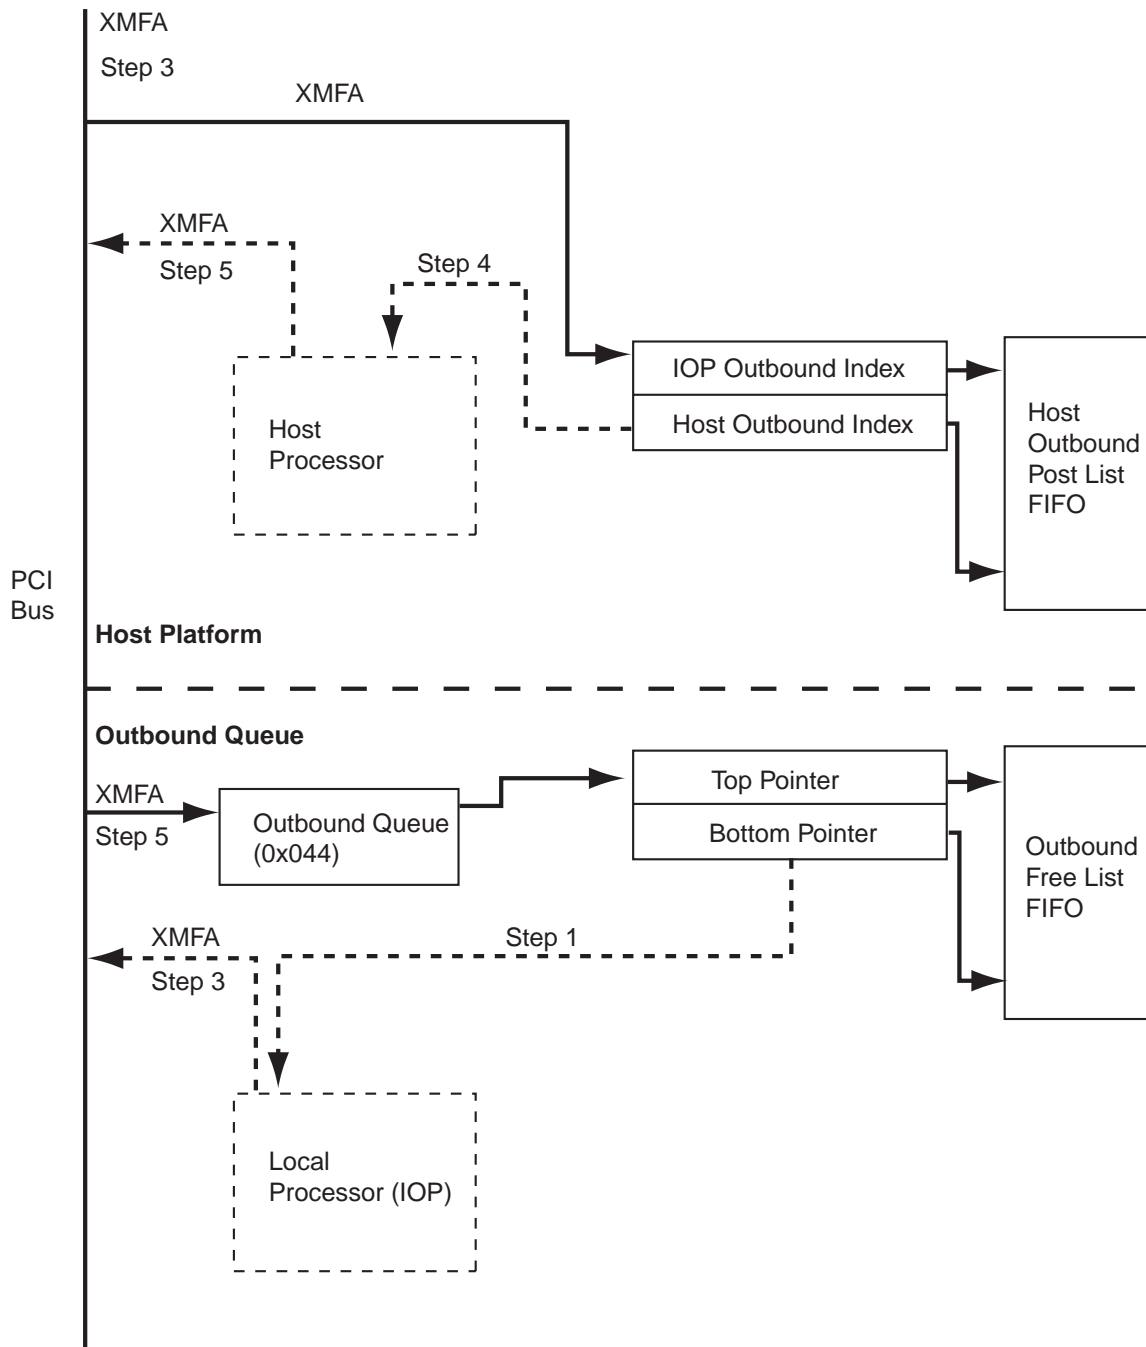 XMFA
Step 3
XMFA
XMFA
Step 5
Step 4
IOP Outbound Index
Host Outbound Index
Host
Processor
Host
Outbound
Post List
FIFO
PCI
Bus
Host Platform
Outbound Queue
XMFA
Step 5
Outbound Queue
(0x044)
Top Pointer
Bottom Pointer
Outbound
Free List
FIFO
XMFA
Step 3
Step 1
Local
Processor (IOP)